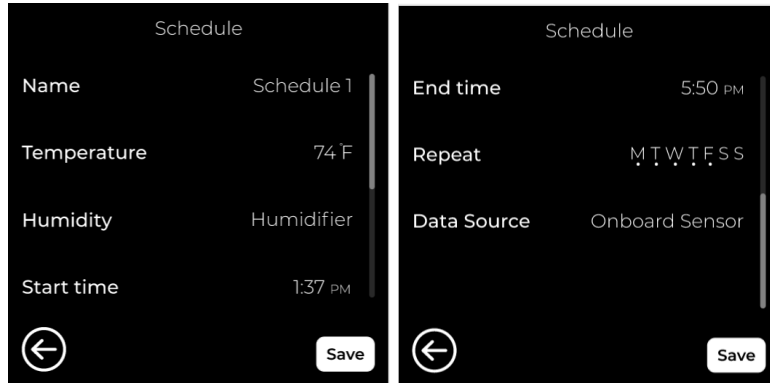 Schedule
Name Schedule 1
Temperature 74°F
Humidity Humidifier
Start time 1:37 PM
Save
Schedule
End time 5:50 PM
Repeat M T W T F S S
Data Source Onboard Sensor
Save